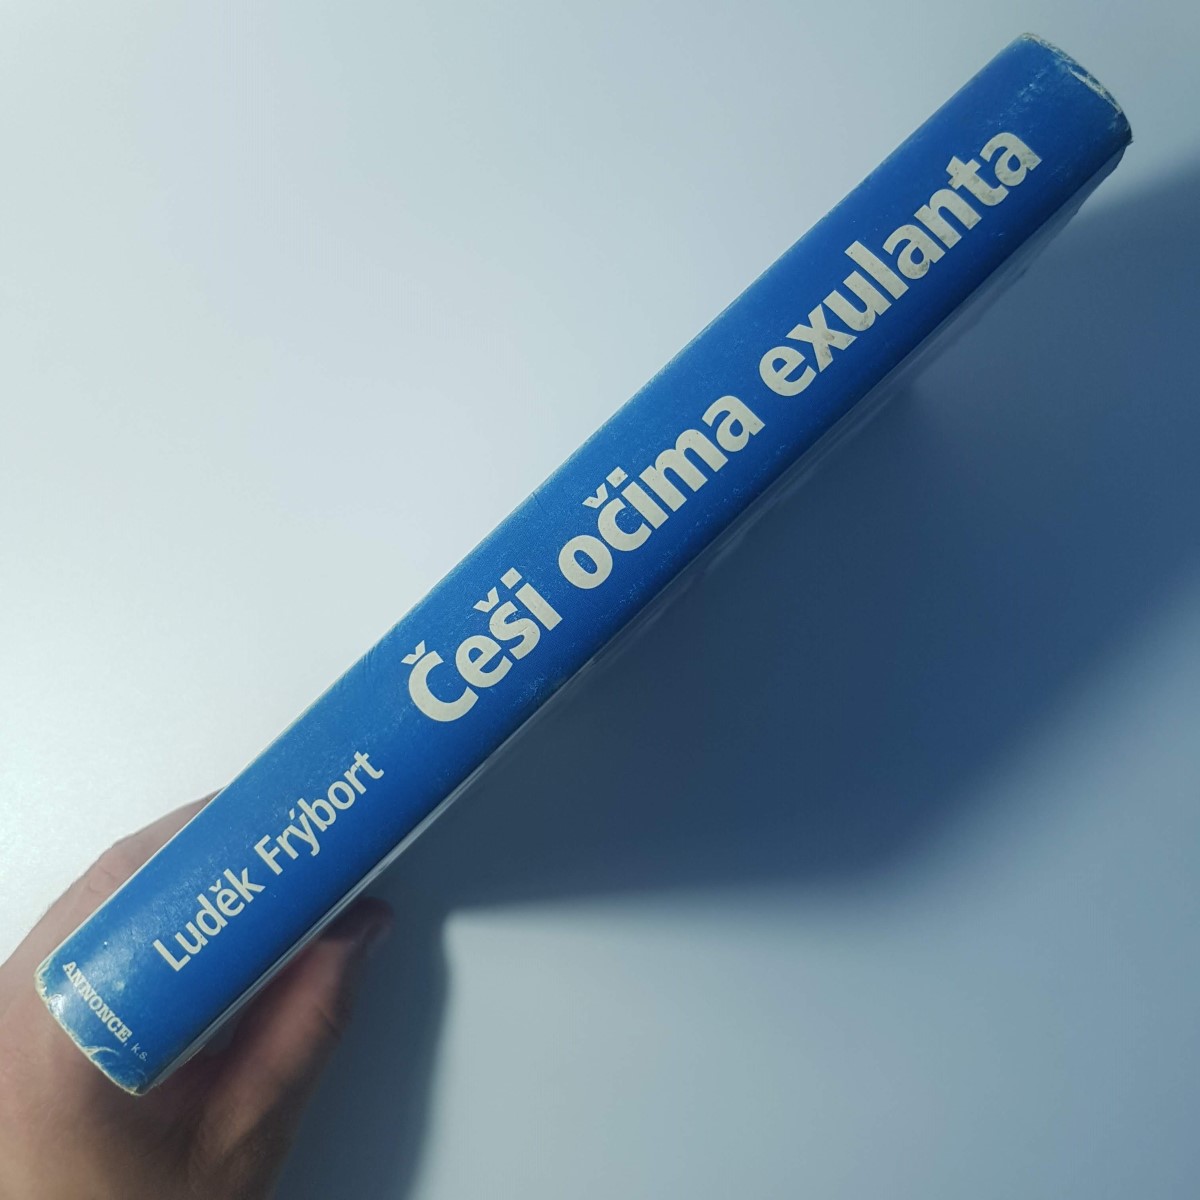 Luděk Frýbort
Češi očima exulanta
ANNONCE, k.s.